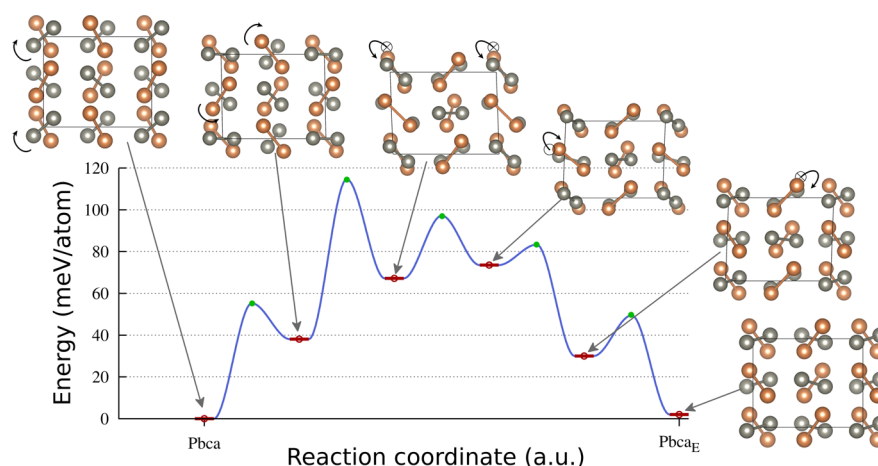 120
100
80
60
40
20
0
Energy (meV/atom)
Pbca
Pbca_E
Reaction coordinate (a.u.)